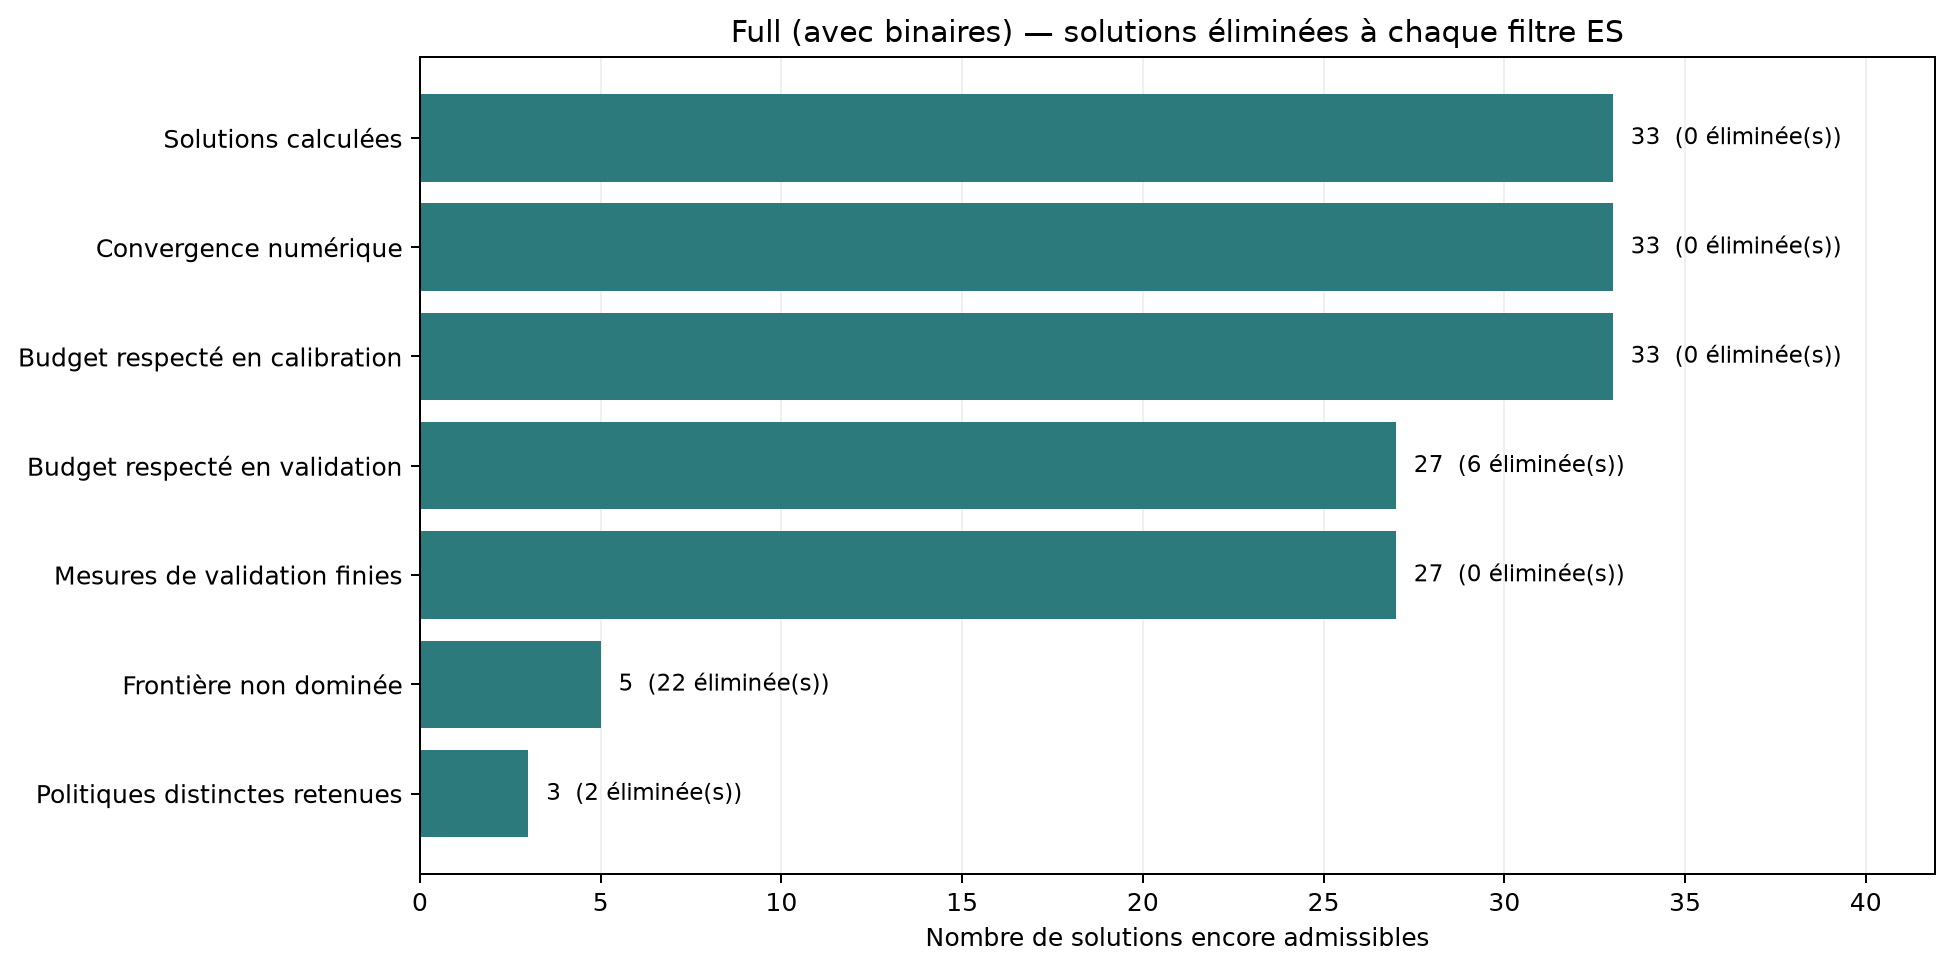 Full (avec binaires) — solutions éliminées à chaque filtre ES
Solutions calculées
33  (0 éliminée(s))
Convergence numérique
33  (0 éliminée(s))
Budget respecté en calibration
33  (0 éliminée(s))
Budget respecté en validation
27  (6 éliminée(s))
Mesures de validation finies
27  (0 éliminée(s))
Frontière non dominée
5  (22 éliminée(s))
Politiques distinctes retenues
3  (2 éliminée(s))
0 5 10 15 20 25 30 35 40
Nombre de solutions encore admissibles